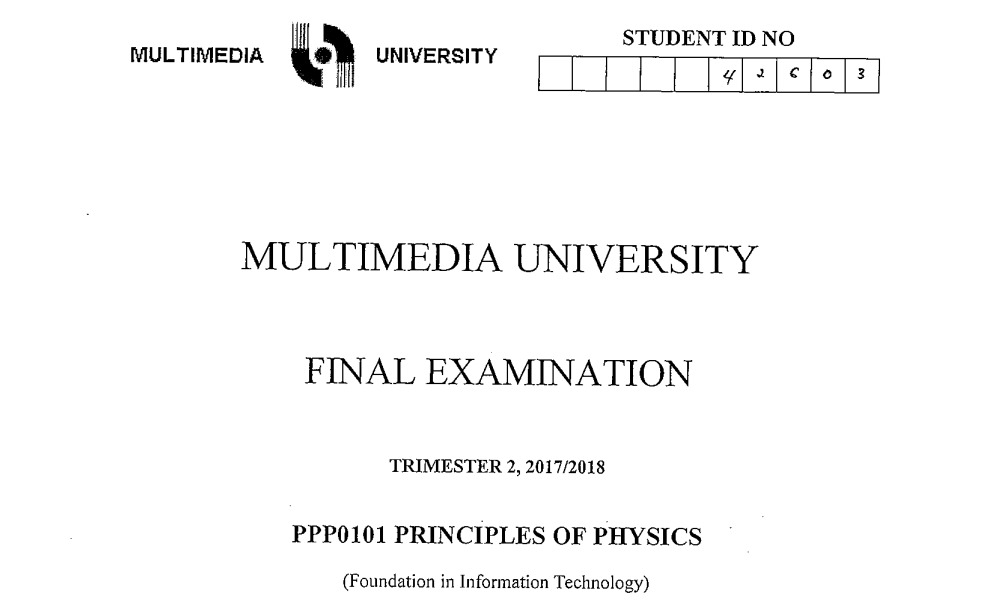 MULTIMEDIA UNIVERSITY
STUDENT ID NO
4 2 6 0 3
MULTIMEDIA UNIVERSITY
FINAL EXAMINATION
TRIMESTER 2, 2017/2018
PPP0101 PRINCIPLES OF PHYSICS
(Foundation in Information Technology)